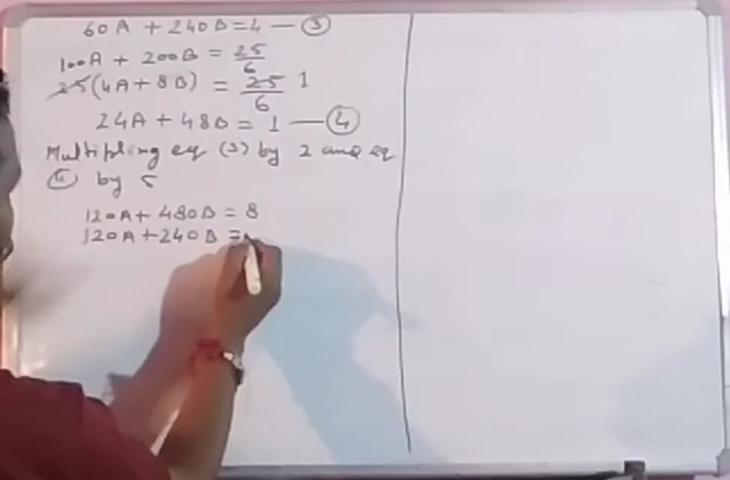 60A + 240B = 4 — (3)
100A + 200B = 25/6
25(4A + 8B) = 25/6 1
24A + 48B = 1 — (4)
Multipling eq (3) by 2 and eq
(4) by 5
120A + 480B = 8
120A + 240B =